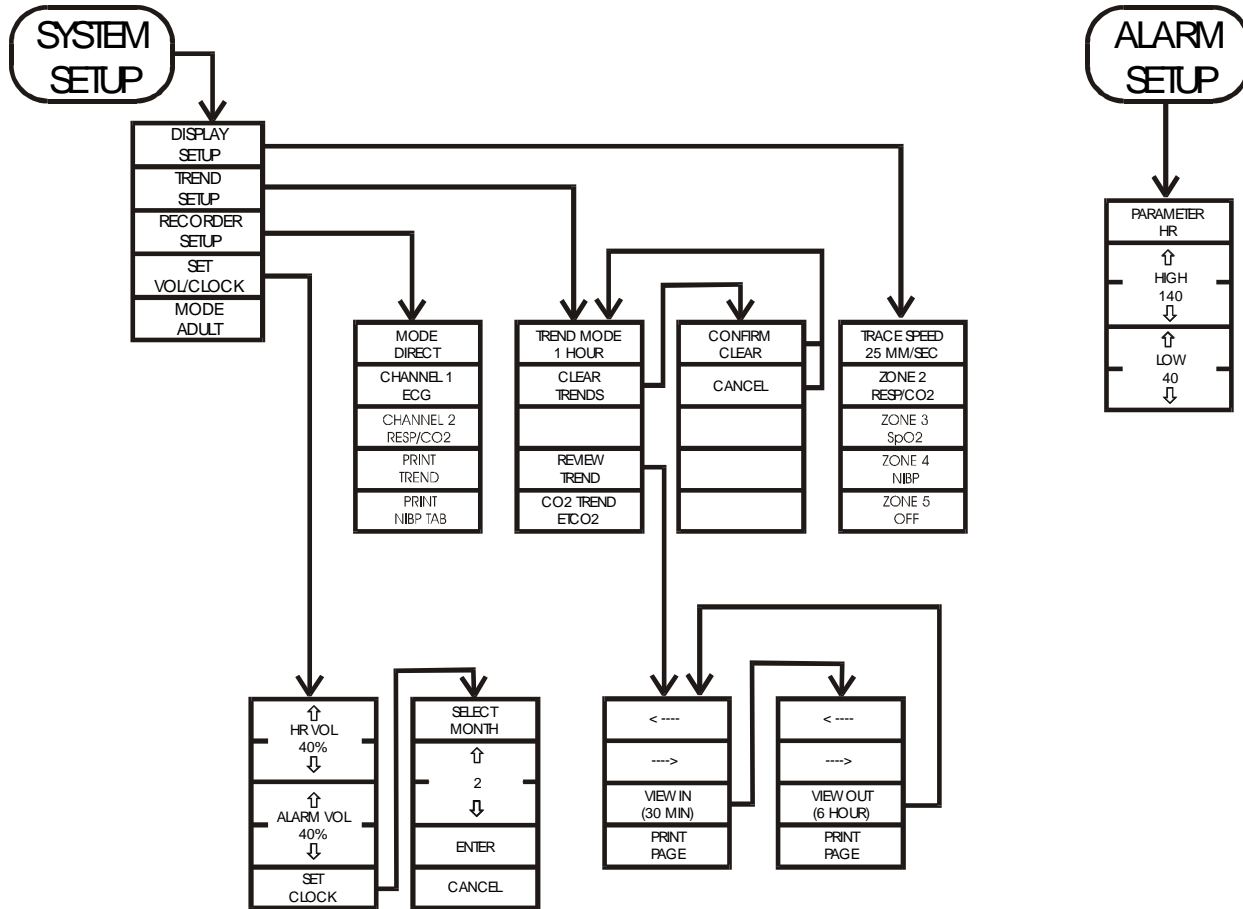 SYSTEM
SETUP
ALARM
SETUP
DISPLAY
SETUP
TREND
SETUP
RECORDER
SETUP
SET
VOL/CLOCK
MODE
ADULT
PARAMETER
HR
⇧
HIGH
140
⇩
⇧
LOW
40
⇩
MODE
DIRECT
CHANNEL 1
ECG
CHANNEL 2
RESP/CO2
PRINT
TREND
PRINT
NIBP TAB
TREND MODE
1 HOUR
CLEAR
TRENDS
REVIEW
TREND
CO2 TREND
ETCO2
CONFIRM
CLEAR
CANCEL
TRACE SPEED
25 MM/SEC
ZONE 2
RESP/CO2
ZONE 3
SpO2
ZONE 4
NIBP
ZONE 5
OFF
⇧
HR VOL
40%
⇩
⇧
ALARM VOL
40%
⇩
SET
CLOCK
SELECT
MONTH
⇧
2
⇩
ENTER
CANCEL
< ----
---->
VIEW IN
(30 MIN)
PRINT
PAGE
< ----
---->
VIEW OUT
(6 HOUR)
PRINT
PAGE